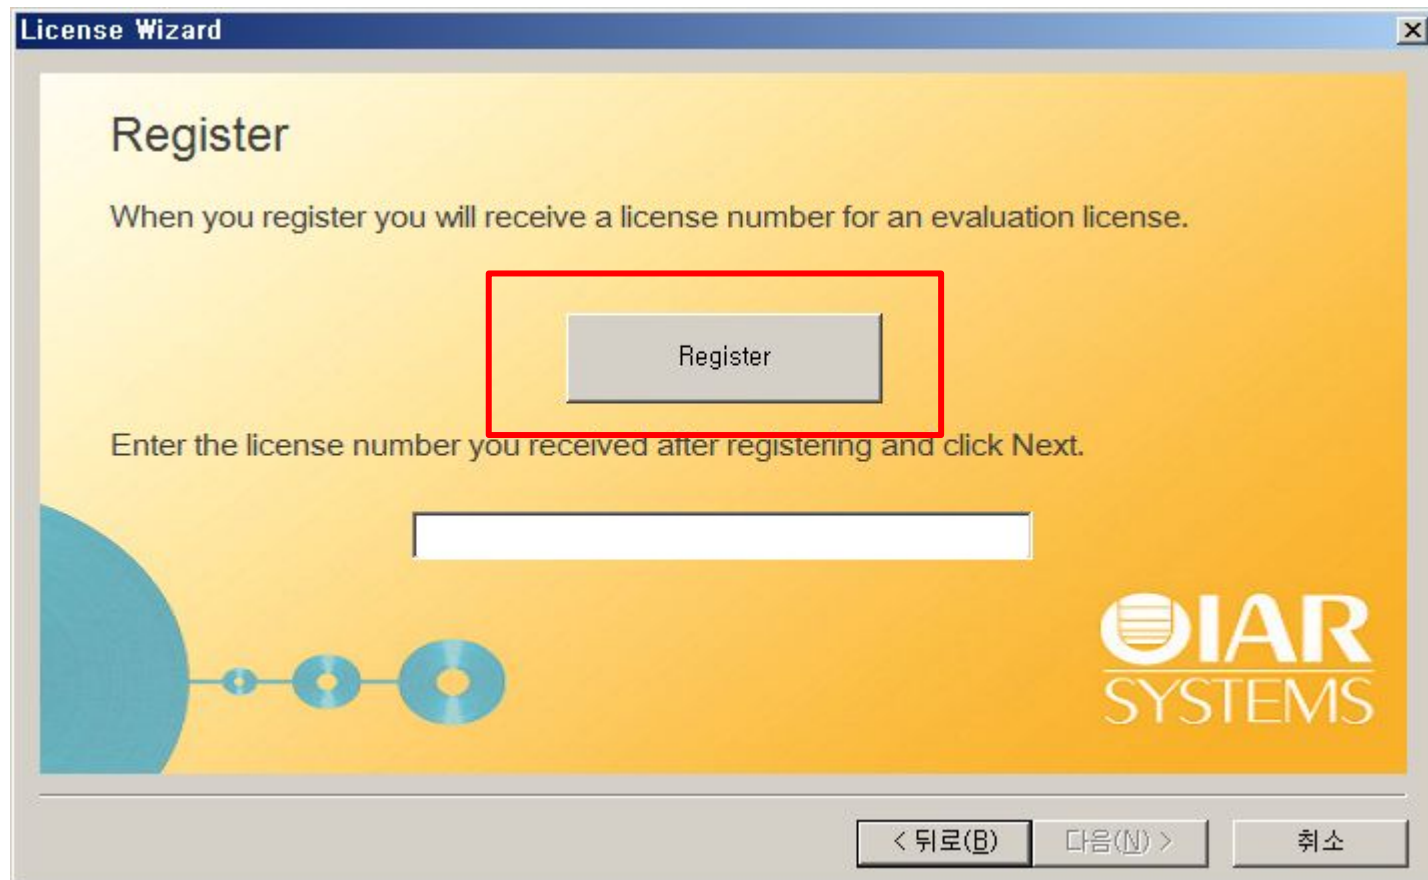 License Wizard
Register
When you register you will receive a license number for an evaluation license.
Register
Enter the license number you received after registering and click Next.
IAR
SYSTEMS
< 뒤로(B) 다음(N) > 취소